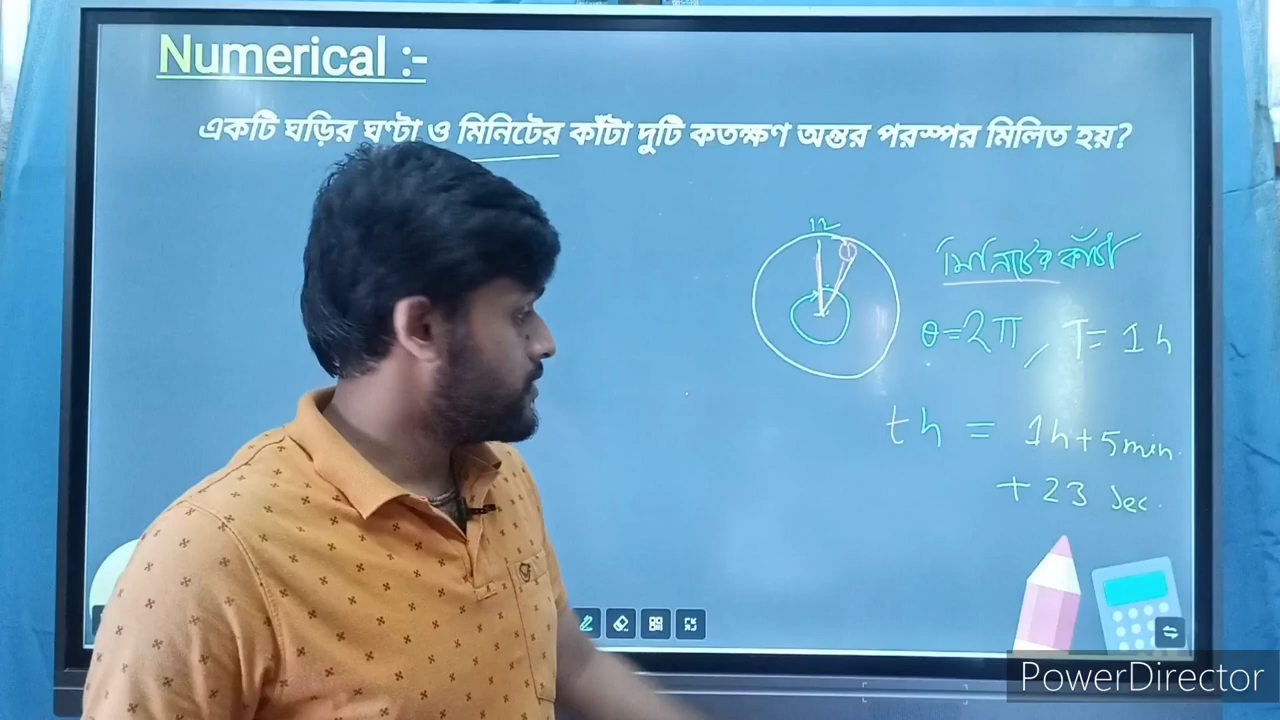 Numerical :-
একটি ঘড়ির ঘণ্টা ও মিনিটের কাঁটা দুটি কতক্ষণ অন্তর পরস্পর মিলিত হয়?
12
1
মিনিটের কাঁটা
θ=2π, T= 1h
th = 1h+5min.
+23 sec.
PowerDirector